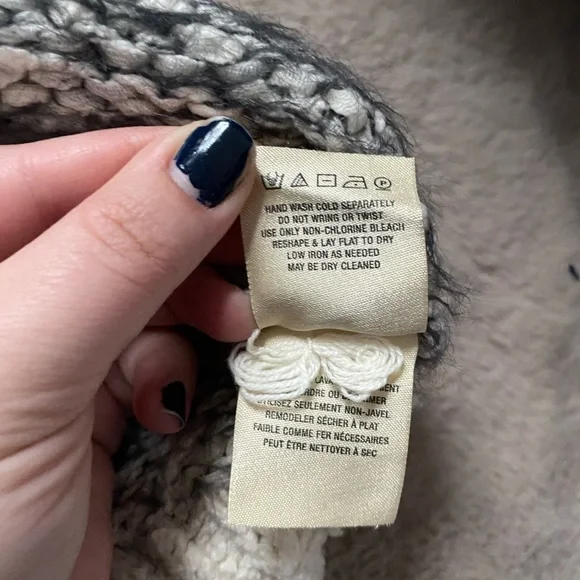 P
HAND WASH COLD SEPARATELY
DO NOT WRING OR TWIST
USE ONLY NON-CHLORINE BLEACH
RESHAPE & LAY FLAT TO DRY
LOW IRON AS NEEDED
MAY BE DRY CLEANED
OU
UTILISEZ SEULEMENT NON-JAVEL
REMODELER SÉCHER À PLAT
FAIBLE COMME FER NÉCESSAIRES
PEUT ÊTRE NETTOYER À SEC